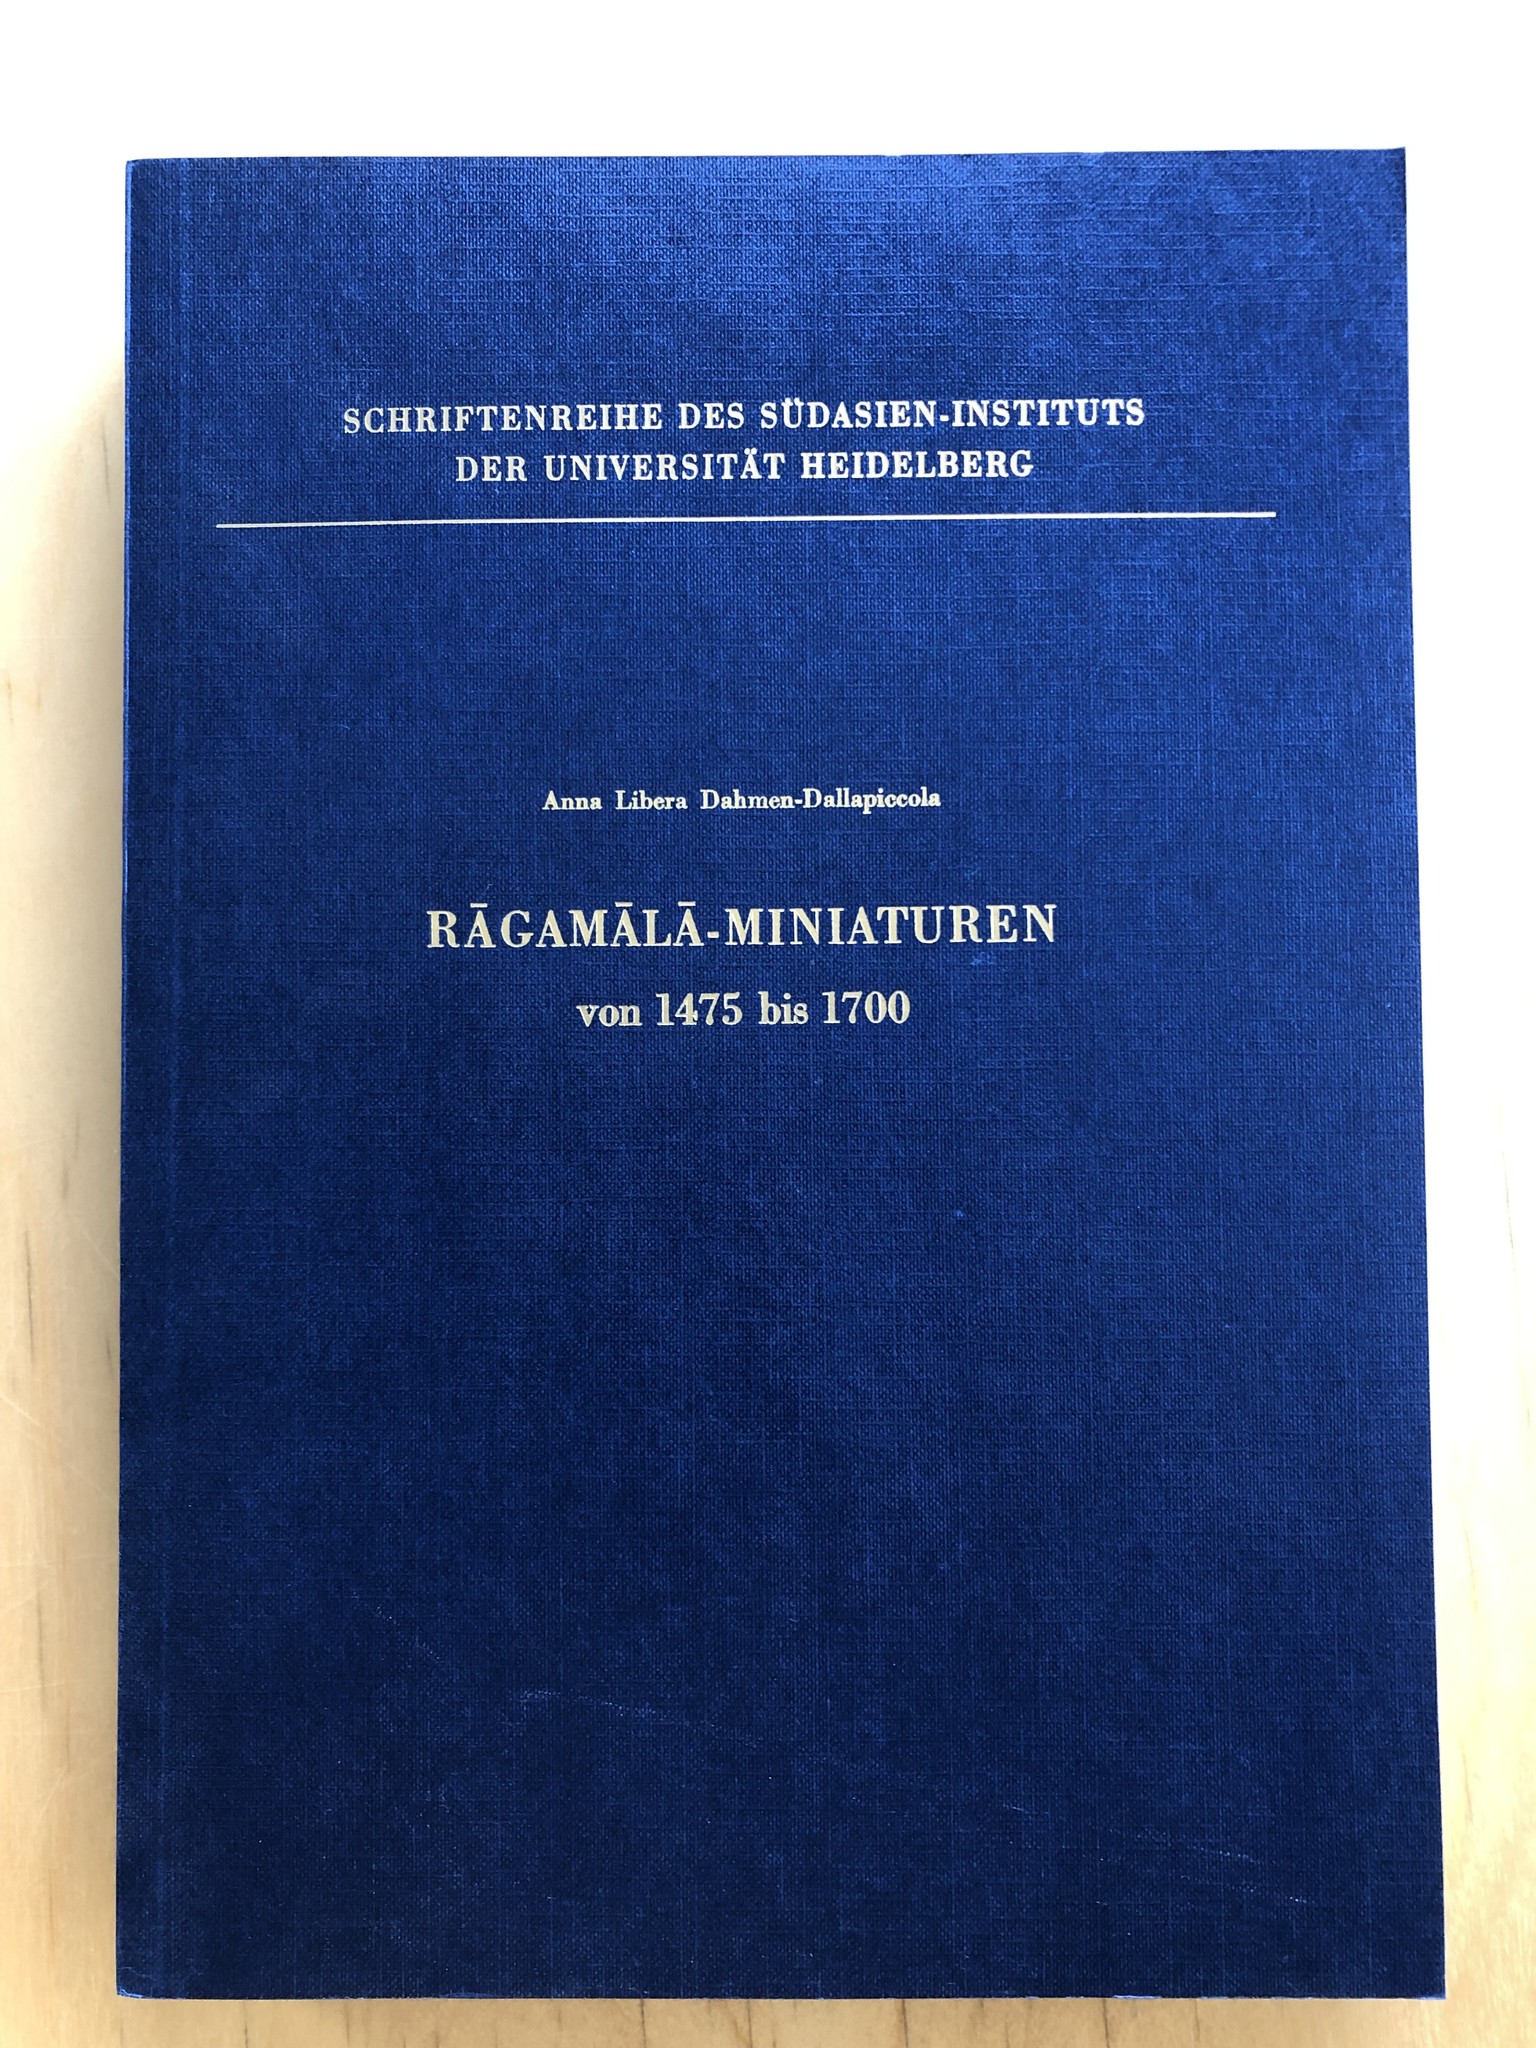 SCHRIFTENREIHE DES SÜDASIEN-INSTITUTS
DER UNIVERSITÄT HEIDELBERG
Anna Libera Dahmen-Dallapiccola
RĀGAMĀLĀ-MINIATUREN
von 1475 bis 1700